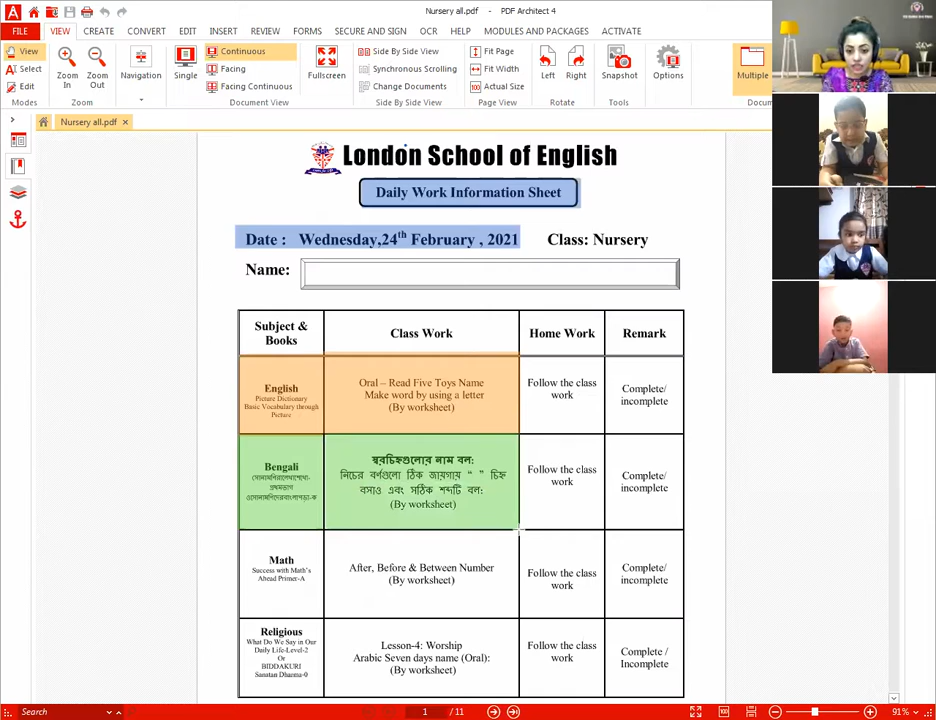 Nursery all.pdf - PDF Architect 4
FILE VIEW CREATE CONVERT EDIT INSERT REVIEW FORMS SECURE AND SIGN OCR HELP MODULES AND PACKAGES ACTIVATE
View
Select
Edit
Modes
Zoom In
Zoom Out
Zoom
Navigation
Single
Continuous
Facing
Facing Continuous
Document View
Fullscreen
Side By Side View
Synchronous Scrolling
Change Documents
Side By Side View
Fit Page
Fit Width
Actual Size
Page View
Left
Right
Rotate
Snapshot
Tools
Options
Multiple
Docum
Nursery all.pdf ×
London School of English
Daily Work Information Sheet
Date : Wednesday,24th February , 2021 Class: Nursery
Name:
Subject & Books
Class Work
Home Work
Remark
English
Picture Dictionary
Basic Vocabulary through
Picture
Oral – Read Five Toys Name
Make word by using a letter
(By worksheet)
Follow the class
work
Complete/
incomplete
Bengali
স্বরচিহ্নগুলোর নাম বল:
নিচের বর্ণগুলো ঠিক জায়গায় “ ” চিহ্ন
বসাও এবং সঠিক শব্দটি বল:
(By worksheet)
Follow the class
work
Complete/
incomplete
Math
Success with Math's
Ahead Primer-A
After, Before & Between Number
(By worksheet)
Follow the class
work
Complete/
incomplete
Religious
What Do We Say in Our
Daily Life-Level-2
Or
BIDDAKURI
Sanatan Dharma-0
Lesson-4: Worship
Arabic Seven days name (Oral):
(By worksheet)
Follow the class
work
Complete /
Incomplete
Search
1 / 11
91%